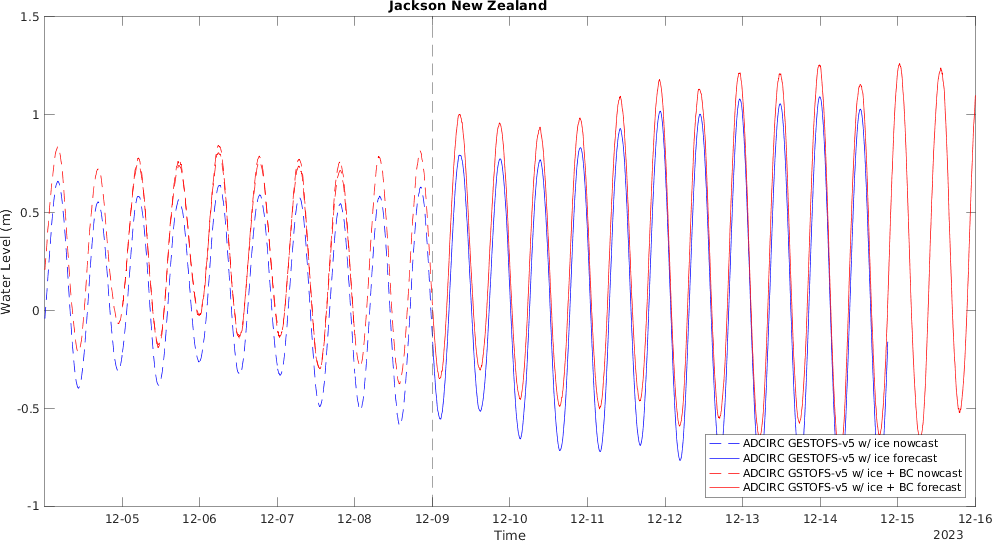 Jackson New Zealand
1.5
1
0.5
0
-0.5
-1
Water Level (m)
ADCIRC GESTOFS-v5 w/ ice nowcast
ADCIRC GESTOFS-v5 w/ ice forecast
ADCIRC GSTOFS-v5 w/ ice + BC nowcast
ADCIRC GSTOFS-v5 w/ ice + BC forecast
12-05 12-06 12-07 12-08 12-09 12-10 12-11 12-12 12-13 12-14 12-15 12-16
Time
2023